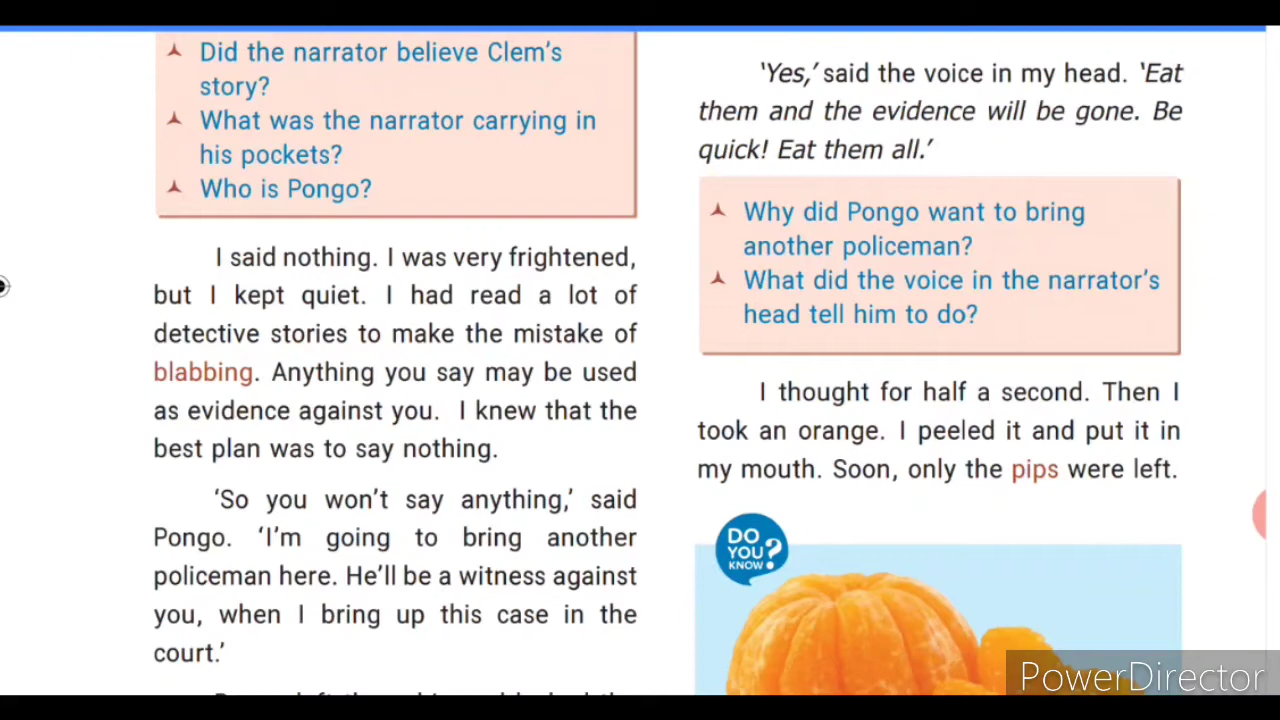 Did the narrator believe Clem's
story?
What was the narrator carrying in
his pockets?
Who is Pongo?
I said nothing. I was very frightened,
but I kept quiet. I had read a lot of
detective stories to make the mistake of
blabbing. Anything you say may be used
as evidence against you. I knew that the
best plan was to say nothing.
‘So you won’t say anything,’ said
Pongo. ‘I’m going to bring another
policeman here. He’ll be a witness against
you, when I bring up this case in the
court.’
‘Yes,’ said the voice in my head. ‘Eat
them and the evidence will be gone. Be
quick! Eat them all.’
Why did Pongo want to bring
another policeman?
What did the voice in the narrator’s
head tell him to do?
I thought for half a second. Then I
took an orange. I peeled it and put it in
my mouth. Soon, only the pips were left.
DO
YOU
KNOW?
PowerDirector